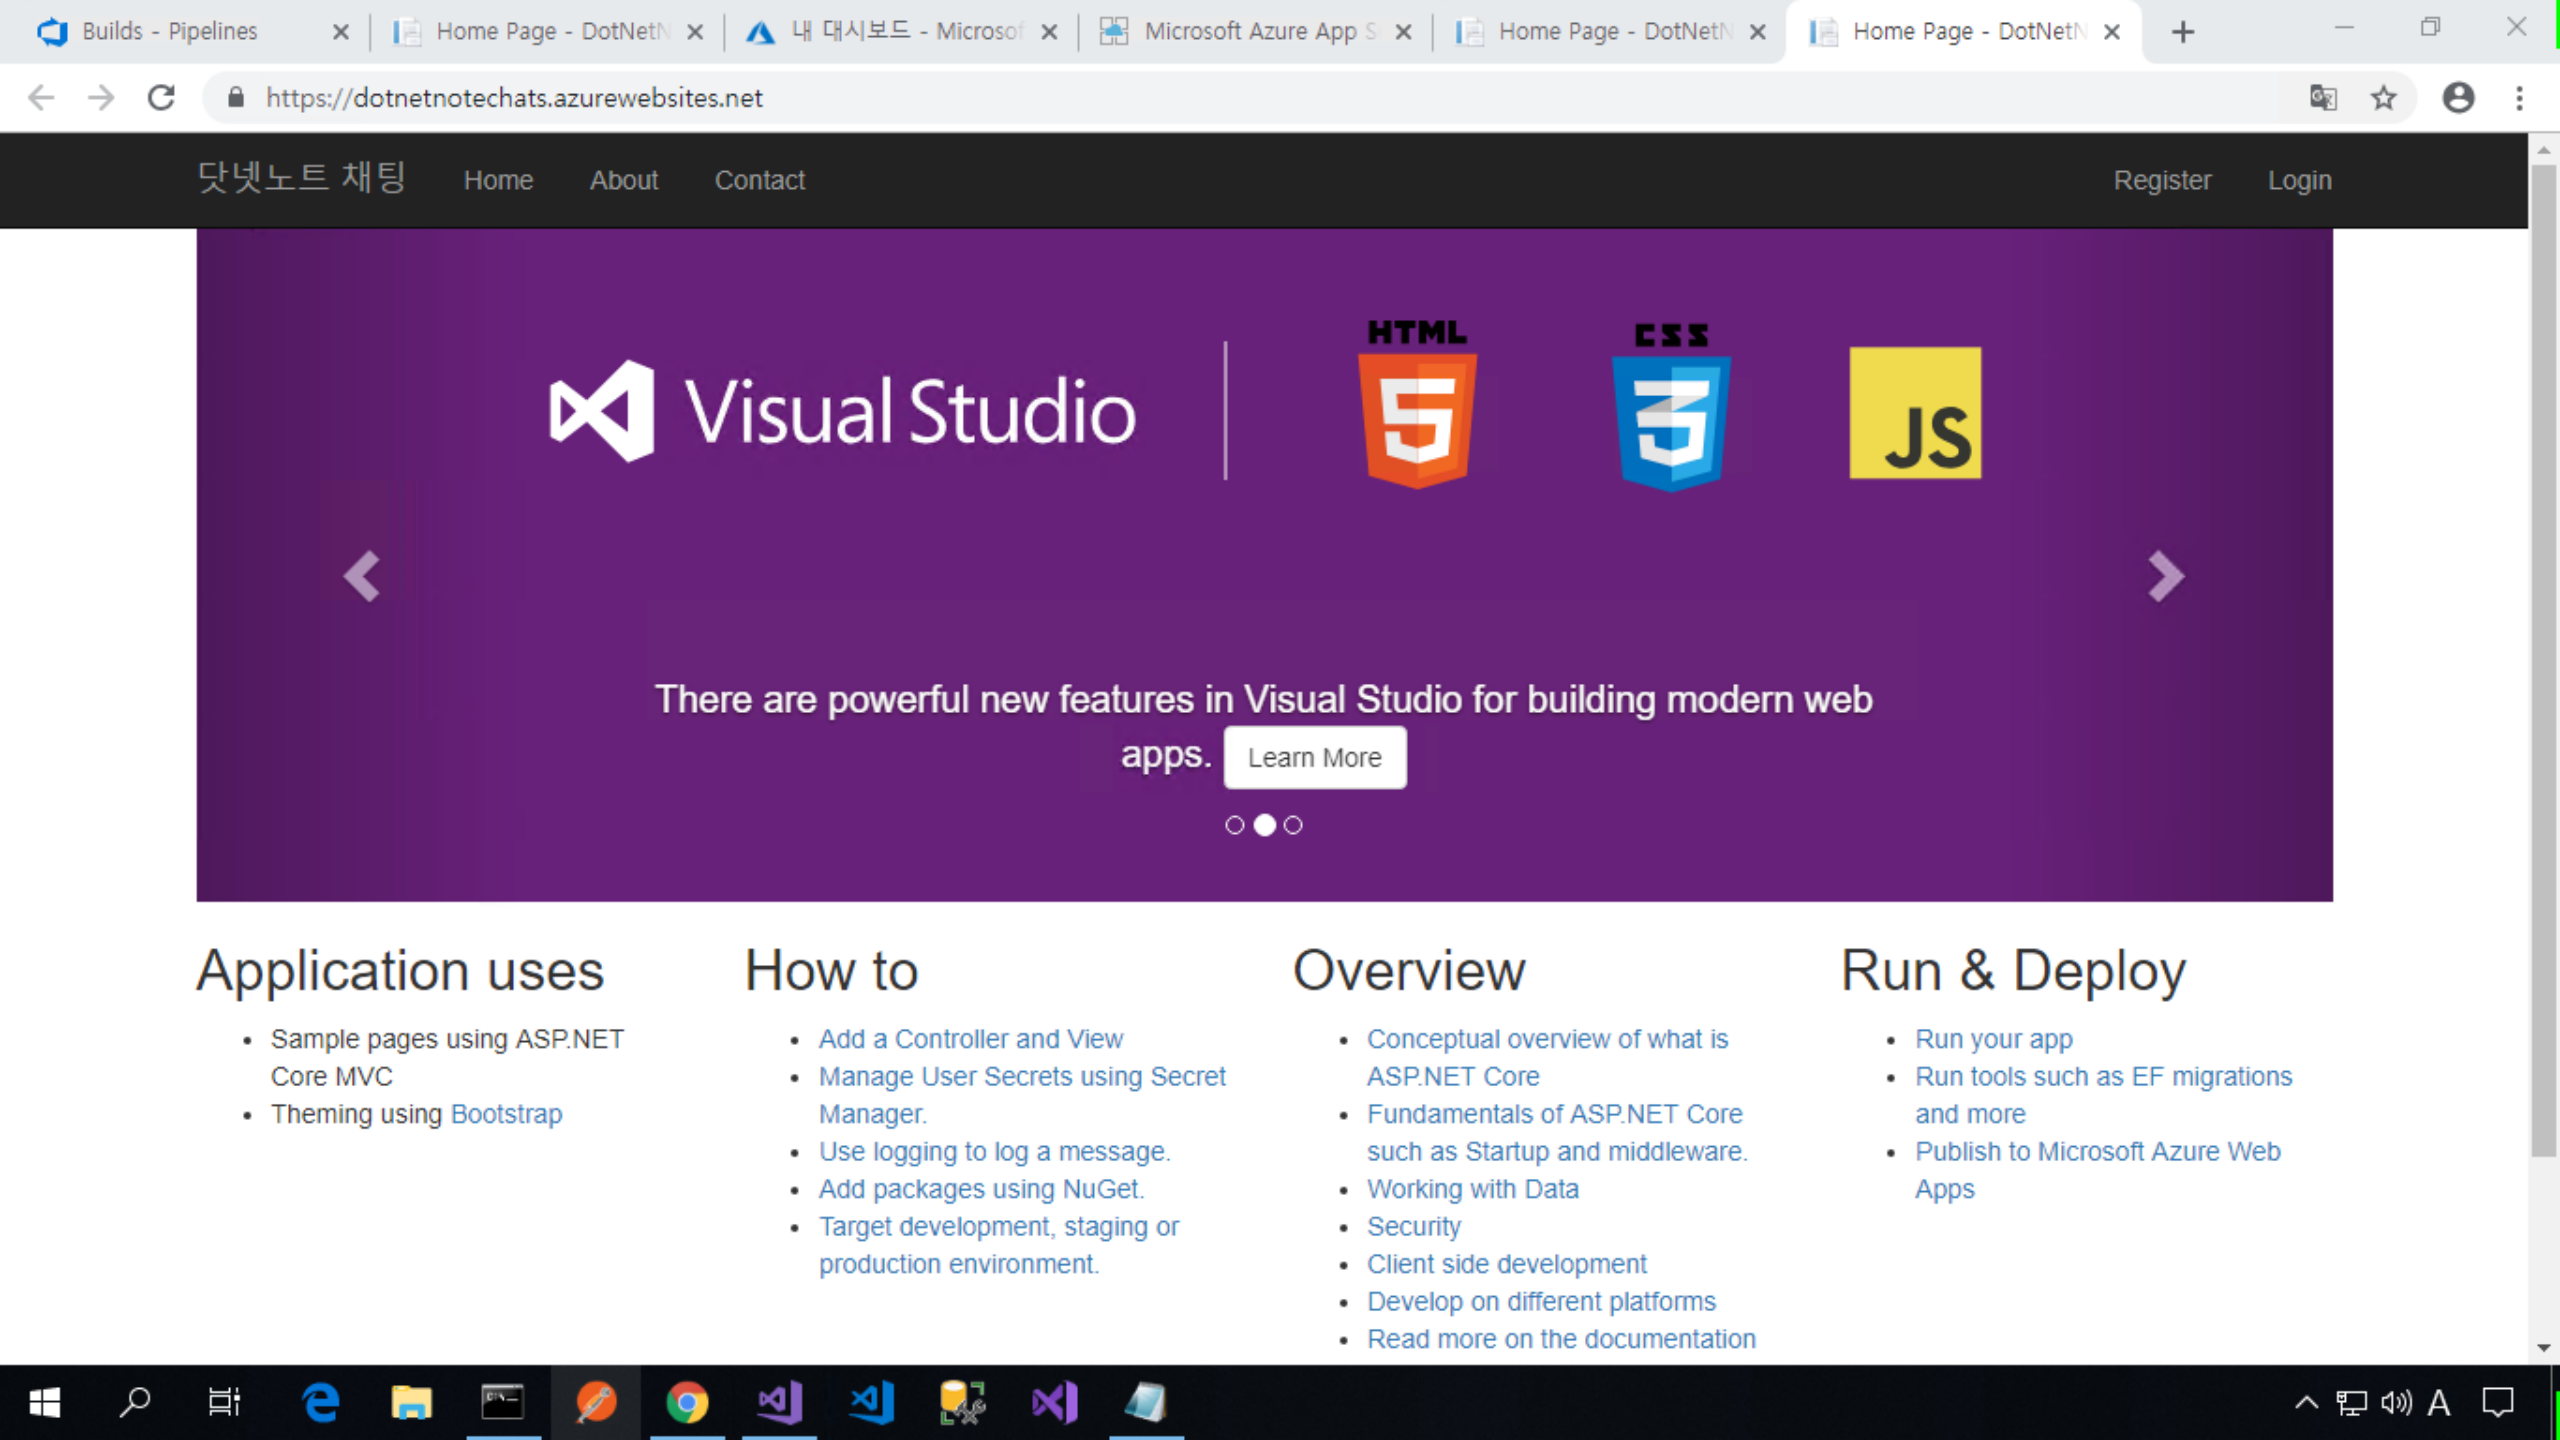 Builds - Pipelines
Home Page - DotNetN
내 대시보드 - Microsof
Microsoft Azure App S
Home Page - DotNetN
Home Page - DotNetN
https://dotnetnotechats.azurewebsites.net
닷넷노트 채팅
Home
About
Contact
Register
Login
Visual Studio
HTML
5
CSS
3
JS
There are powerful new features in Visual Studio for building modern web
apps. Learn More
Application uses
Sample pages using ASP.NET
Core MVC
Theming using Bootstrap
How to
Add a Controller and View
Manage User Secrets using Secret
Manager.
Use logging to log a message.
Add packages using NuGet.
Target development, staging or
production environment.
Overview
Conceptual overview of what is
ASP.NET Core
Fundamentals of ASP.NET Core
such as Startup and middleware.
Working with Data
Security
Client side development
Develop on different platforms
Read more on the documentation
Run & Deploy
Run your app
Run tools such as EF migrations
and more
Publish to Microsoft Azure Web
Apps
A